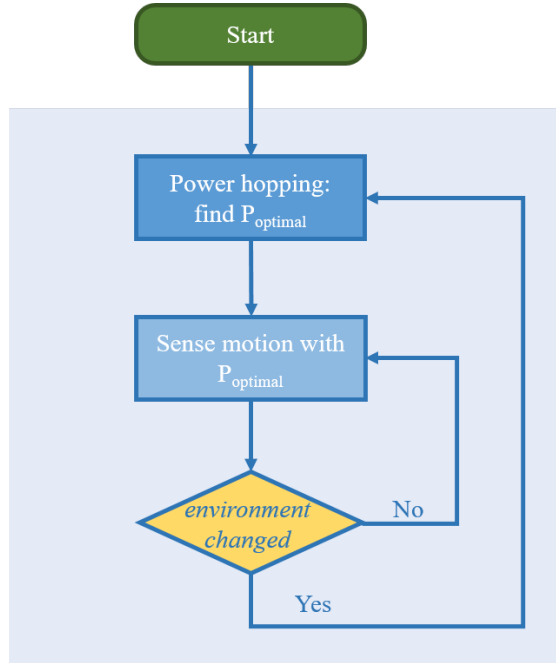 Start
Power hopping:
find P_optimal
Sense motion with
P_optimal
environment
changed
No
Yes